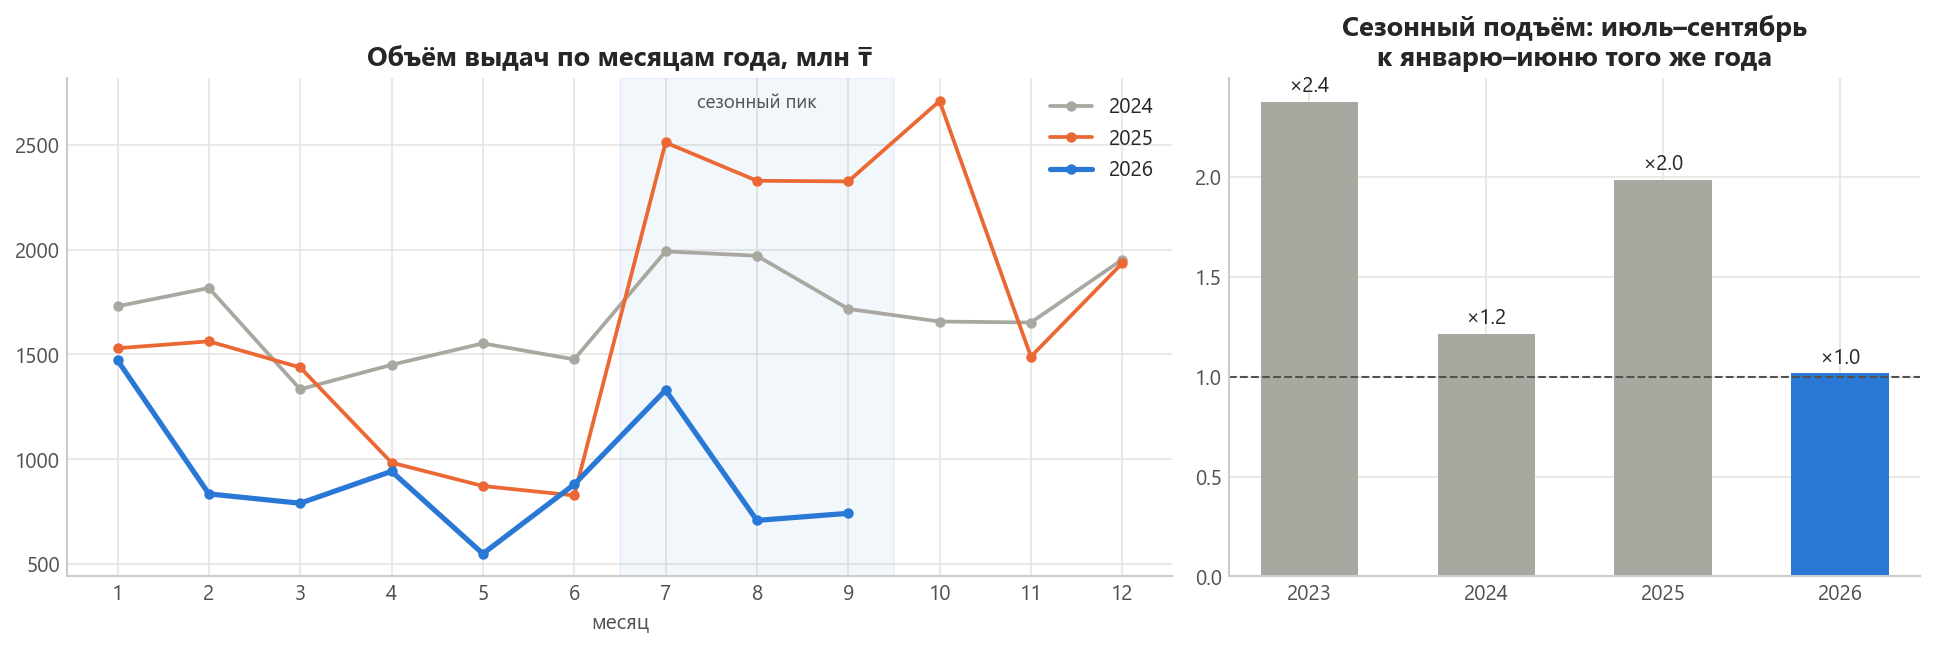 Объём выдач по месяцам года, млн ₸
сезонный пик
2024
2025
2026
2500
2000
1500
1000
500
1 2 3 4 5 6 7 8 9 10 11 12
месяц
Сезонный подъём: июль–сентябрь
к январю–июню того же года
×2.4
×1.2
×2.0
×1.0
2.0
1.5
1.0
0.5
0.0
2023 2024 2025 2026